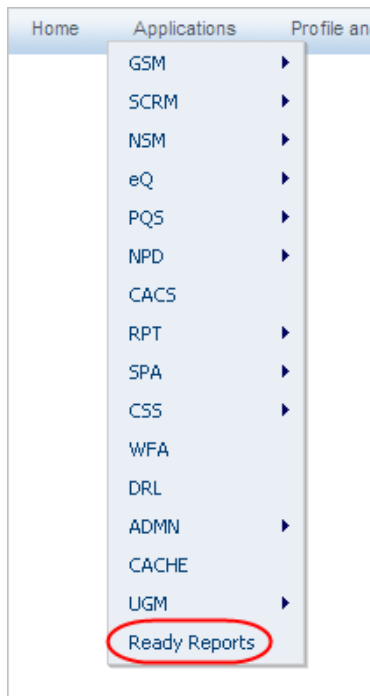 Home Applications Profile an
GSM
SCRM
NSM
eQ
PQS
NPD
CACS
RPT
SPA
CSS
WFA
DRL
ADMN
CACHE
UGM
Ready Reports